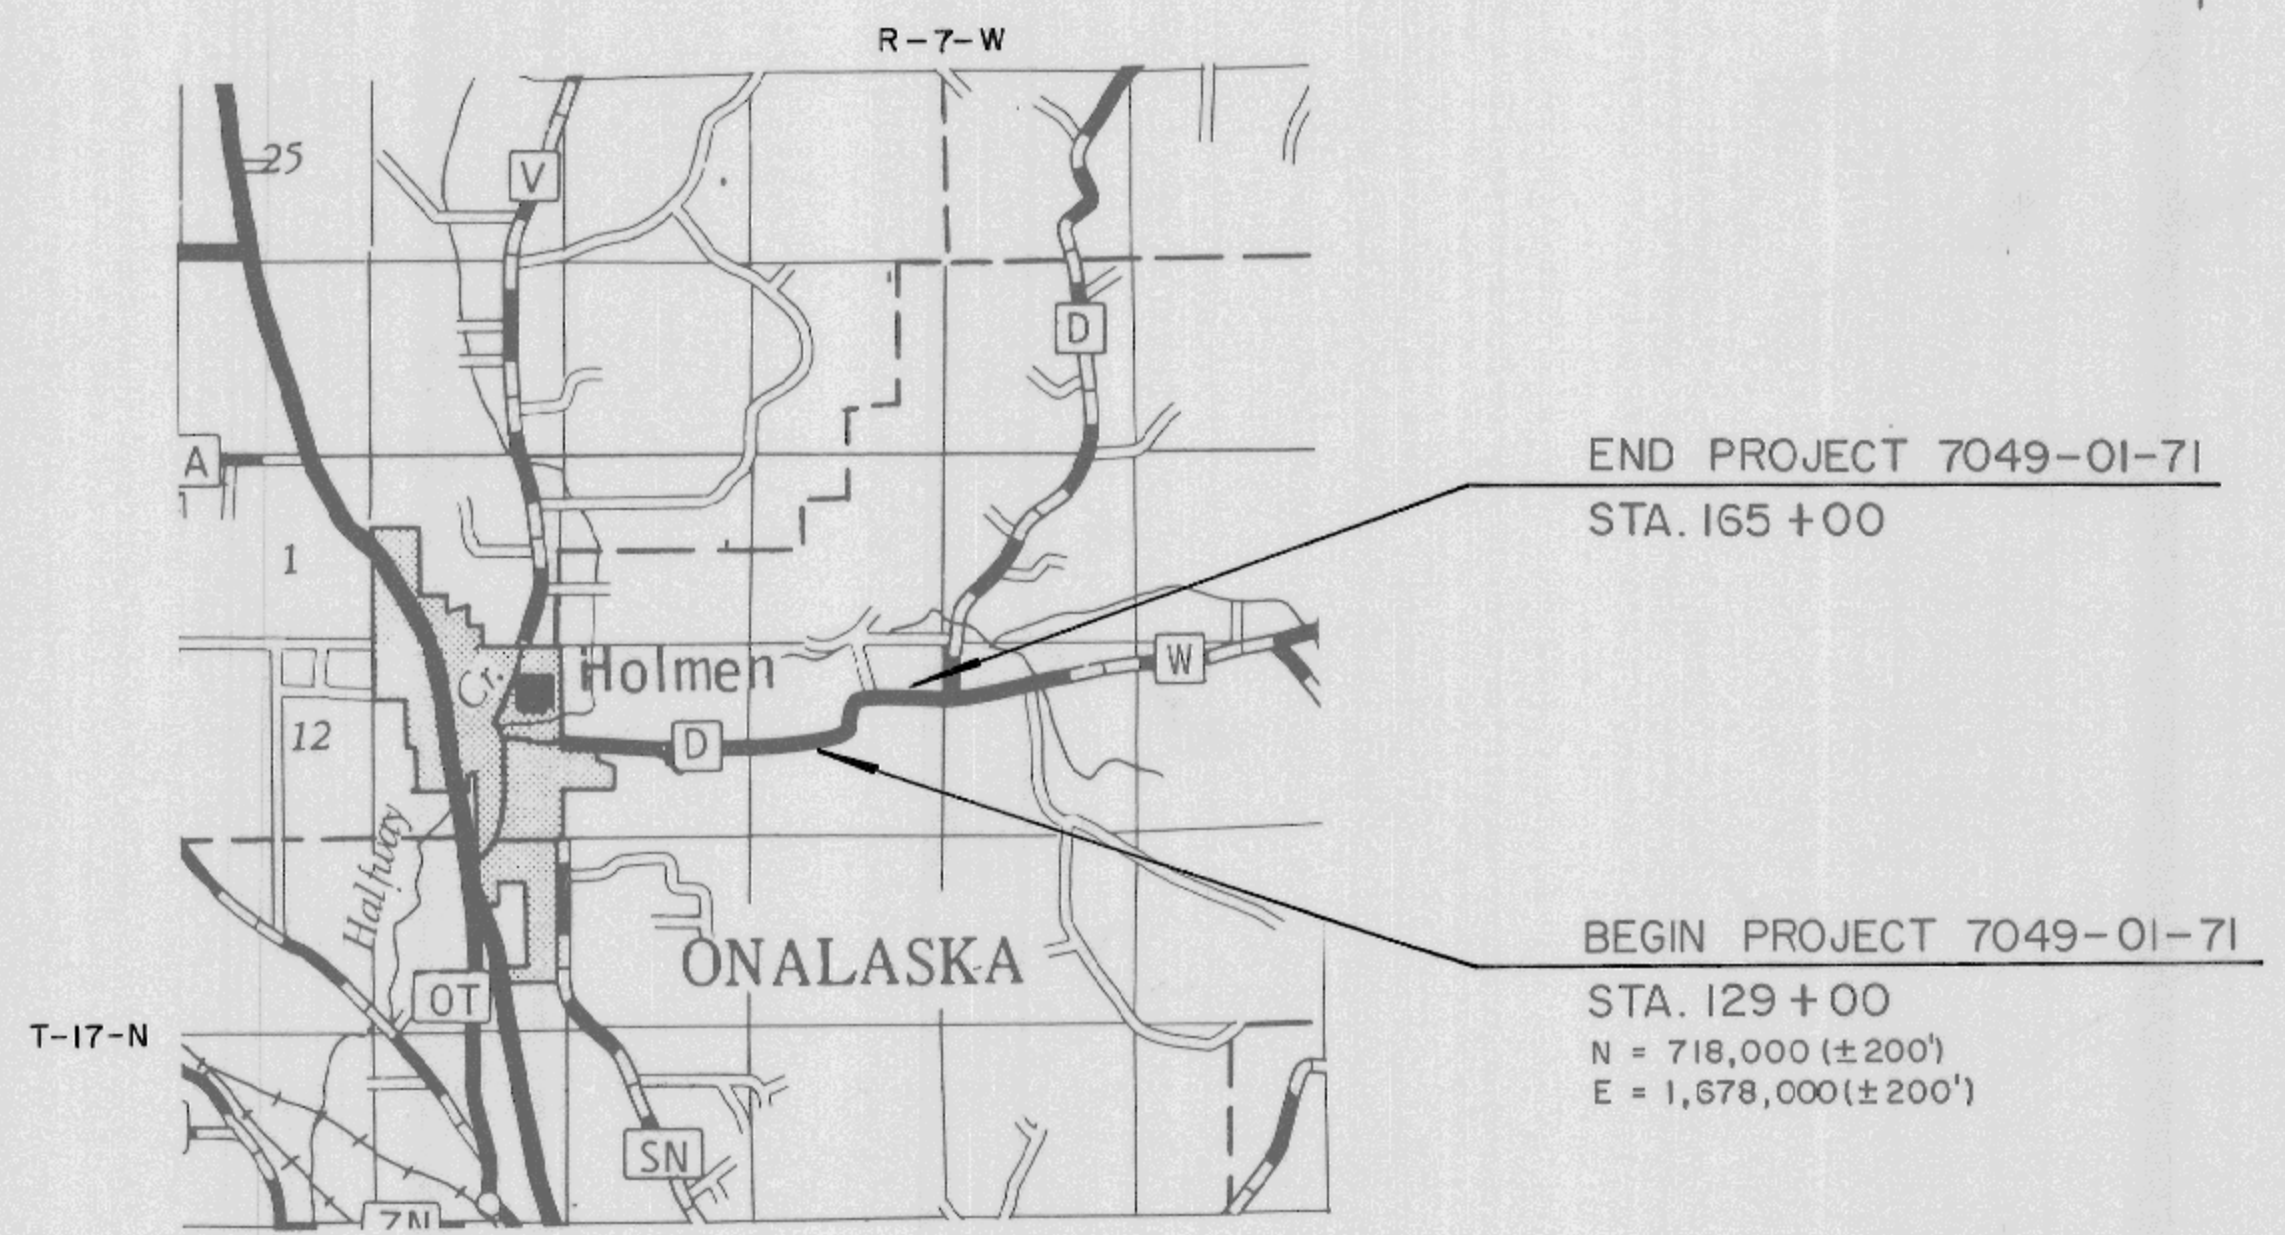 R-7-W
25
V
D
A
END PROJECT 7049-01-71
STA. 165+00
1
Holmen
Cr.
W
12
D
Halfway
BEGIN PROJECT 7049-01-71
ONALASKA
OT
STA. 129+00
T-17-N
N = 718,000 (±200')
E = 1,678,000 (±200')
SN
ZN